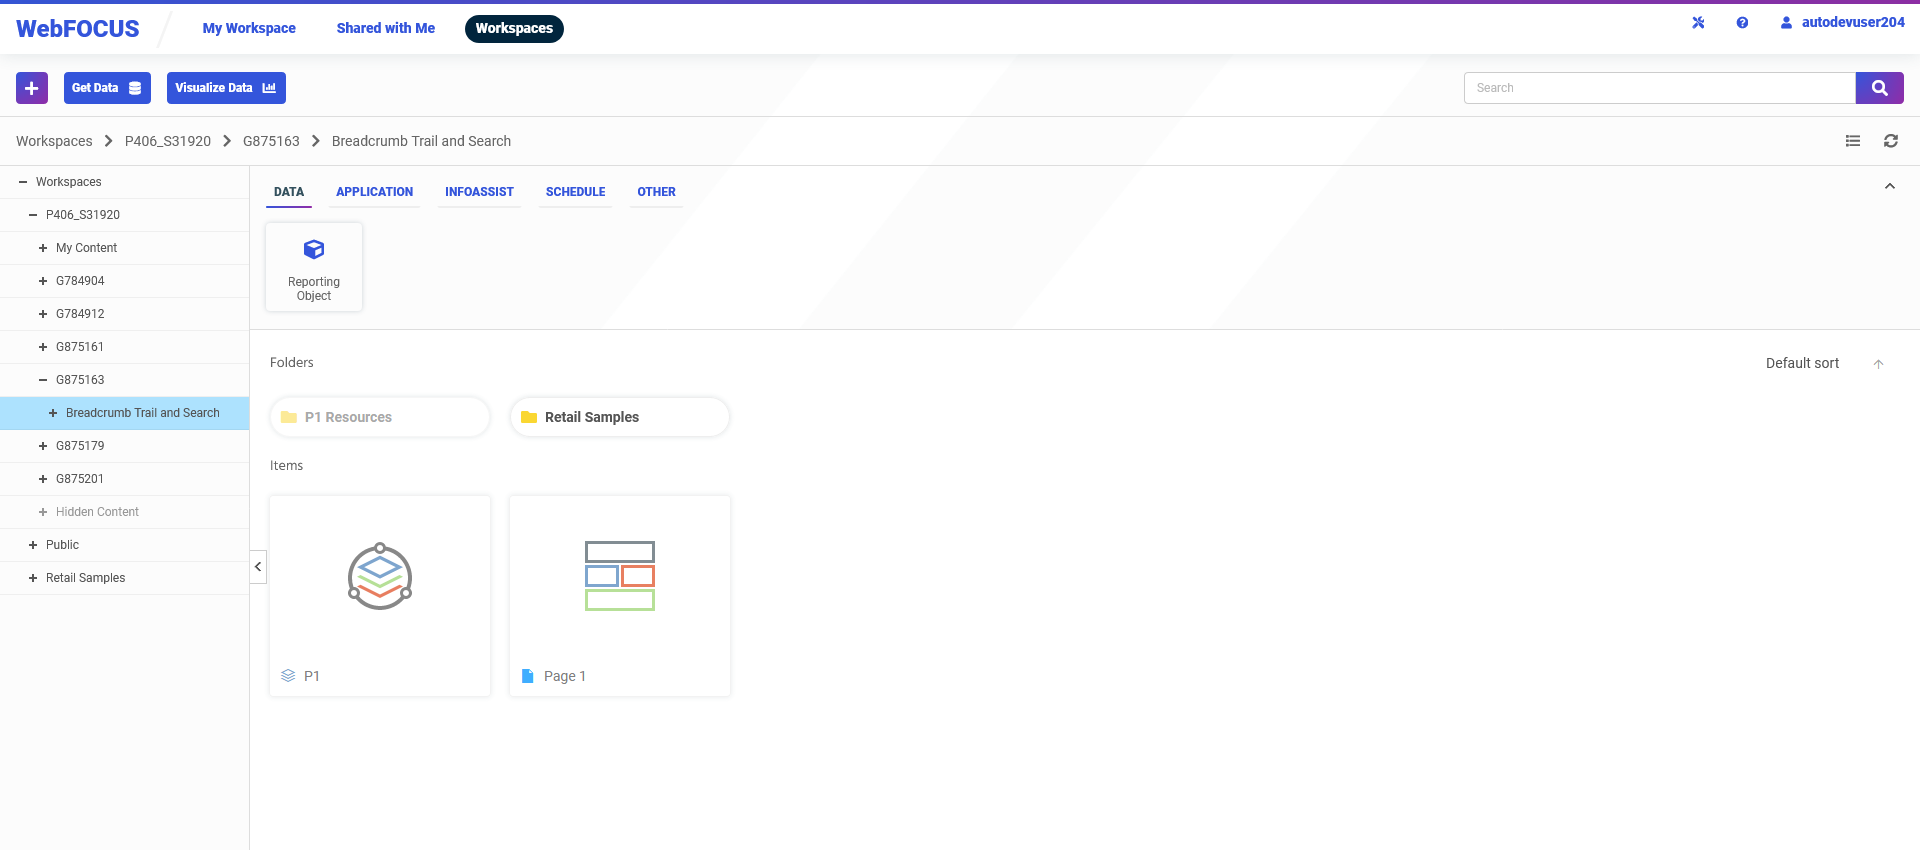 WebFOCUS
My Workspace
Shared with Me
Workspaces
autodevuser204
Get Data
Visualize Data
Search
Workspaces
P406_S31920
G875163
Breadcrumb Trail and Search
Workspaces
P406_S31920
My Content
G784904
G784912
G875161
G875163
Breadcrumb Trail and Search
G875179
G875201
Hidden Content
Public
Retail Samples
DATA
APPLICATION
INFOASSIST
SCHEDULE
OTHER
Reporting
Object
Folders
Default sort
P1 Resources
Retail Samples
Items
P1
Page 1